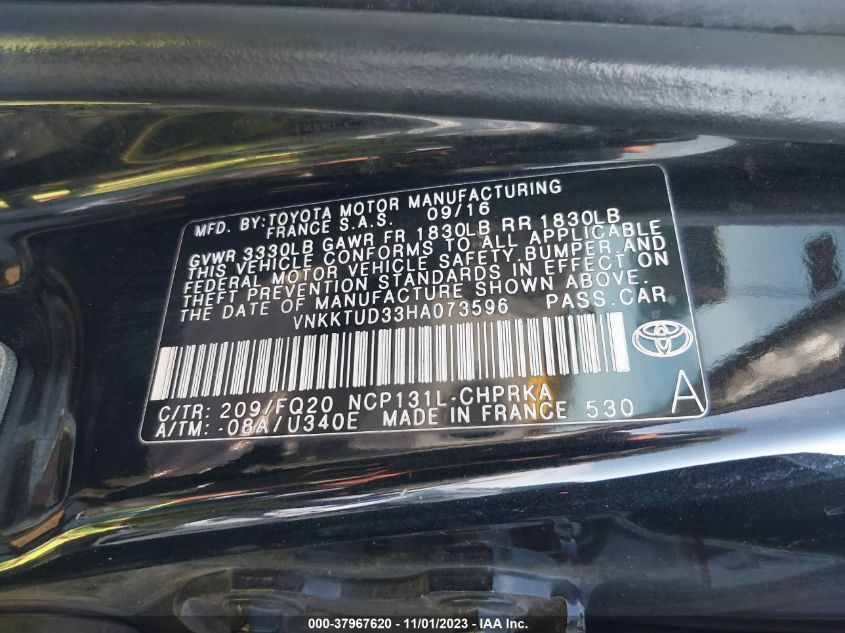 MFD. BY:TOYOTA MOTOR MANUFACTURING
FRANCE S.A.S. 09/16
GVWR 3330LB GAWR FR 1830LB RR 1830LB
THIS VEHICLE CONFORMS TO ALL APPLICABLE
FEDERAL MOTOR VEHICLE SAFETY,BUMPER,AND
THEFT PREVENTION STANDARDS IN EFFECT ON
THE DATE OF MANUFACTURE SHOWN ABOVE.
VNKKTUD33HA073596 PASS.CAR
C/TR: 209/FQ20 NCP131L-CHPRKA
A/TM: -08A/U340E MADE IN FRANCE 530 A
000-37967620 - 11/01/2023 - IAA Inc.